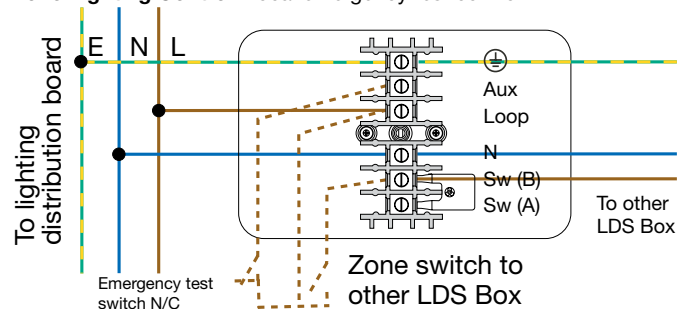 E N L
Aux
Loop
N
Sw (B)
Sw (A)
To lighting
distribution board
To other
LDS Box
Emergency test
switch N/C
Zone switch to
other LDS Box